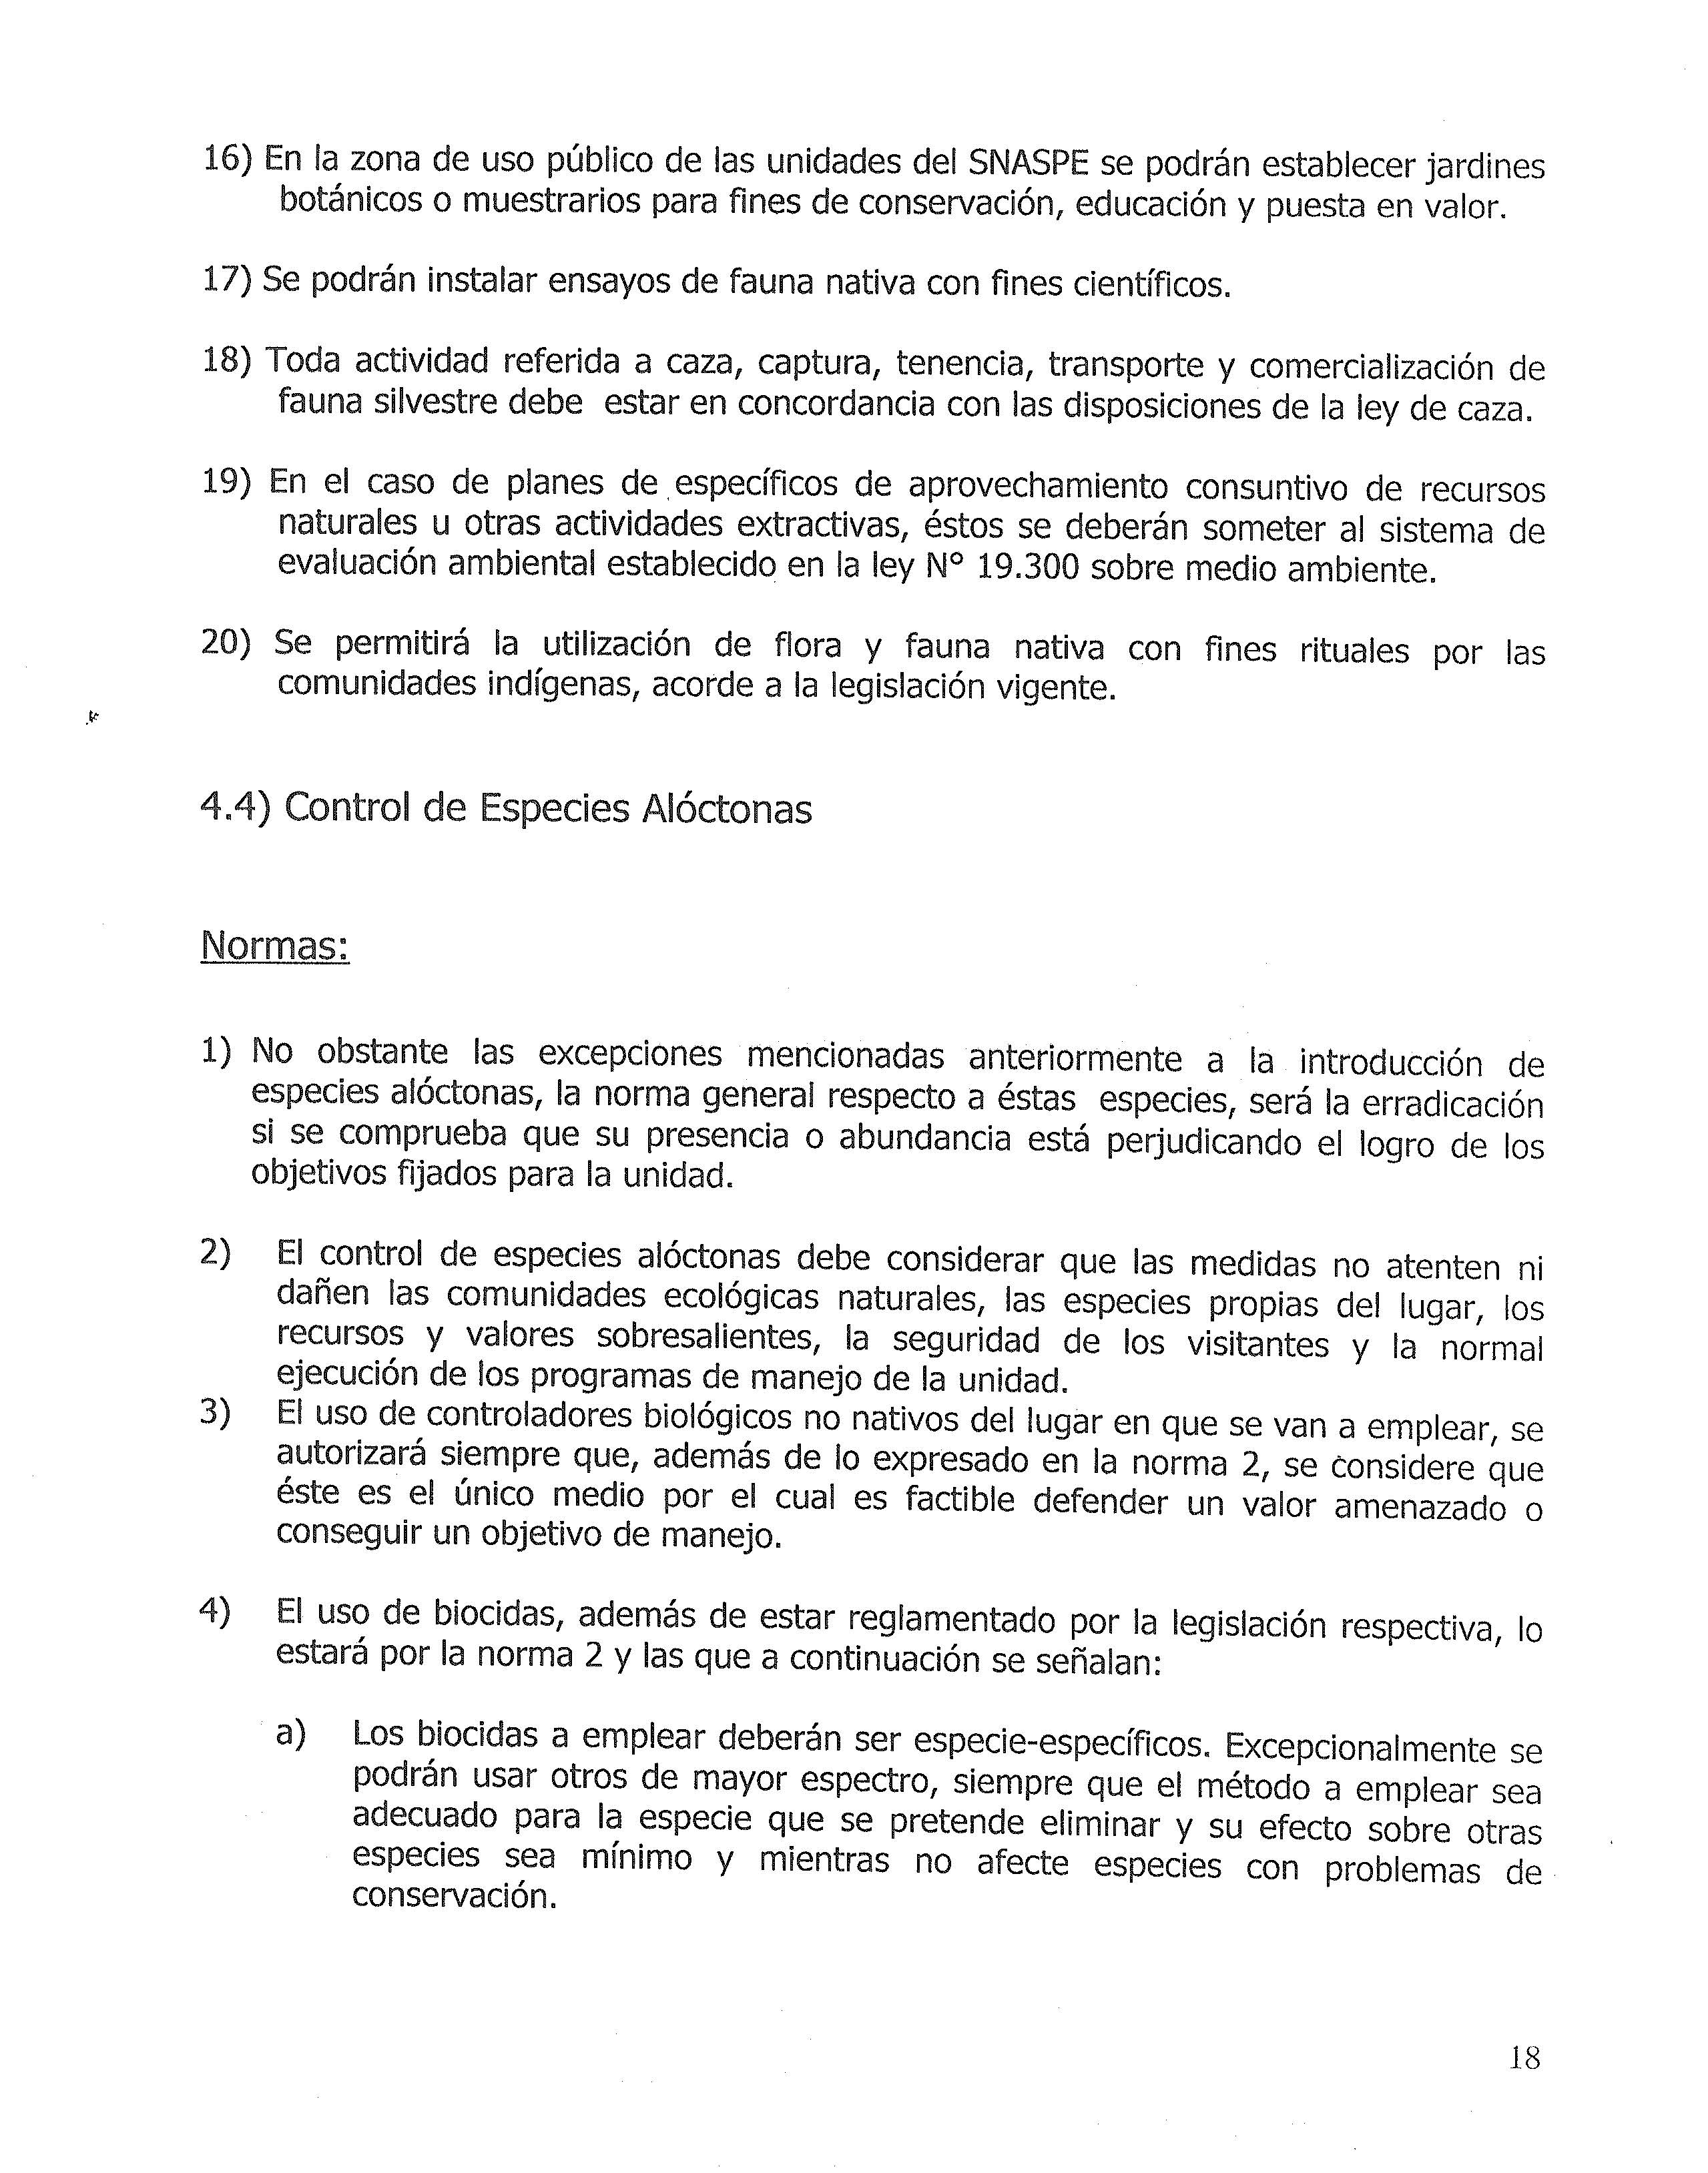 16) En la zona de uso público de las unidades del SNASPE se podrán establecer jardines
botánicos o muestrarios para fines de conservación, educación y puesta en valor.
17) Se podrán instalar ensayos de fauna nativa con fines científicos.
18) Toda actividad referida a caza, captura, tenencia, transporte y comercialización de
fauna silvestre debe estar en concordancia con las disposiciones de la ley de caza.
19) En el caso de planes de específicos de aprovechamiento consuntivo de recursos
naturales u otras actividades extractivas, éstos se deberán someter al sistema de
evaluación ambiental establecido en la ley Nº 19.300 sobre medio ambiente.
20) Se permitirá la utilización de flora y fauna nativa con fines rituales por las
comunidades indígenas, acorde a la legislación vigente.
4.4) Control de Especies Alóctonas
Normas:
1) No obstante las excepciones mencionadas anteriormente a la introducción de
especies alóctonas, la norma general respecto a éstas especies, será la erradicación
si se comprueba que su presencia o abundancia está perjudicando el logro de los
objetivos fijados para la unidad.
2) El control de especies alóctonas debe considerar que las medidas no atenten ni
dañen las comunidades ecológicas naturales, las especies propias del lugar, los
recursos y valores sobresalientes, la seguridad de los visitantes y la normal
ejecución de los programas de manejo de la unidad.
3) El uso de controladores biológicos no nativos del lugar en que se van a emplear, se
autorizará siempre que, además de lo expresado en la norma 2, se considere que
éste es el único medio por el cual es factible defender un valor amenazado o
conseguir un objetivo de manejo.
4) El uso de biocidas, además de estar reglamentado por la legislación respectiva, lo
estará por la norma 2 y las que a continuación se señalan:
a) Los biocidas a emplear deberán ser especie-específicos. Excepcionalmente se
podrán usar otros de mayor espectro, siempre que el método a emplear sea
adecuado para la especie que se pretende eliminar y su efecto sobre otras
especies sea mínimo y mientras no afecte especies con problemas de
conservación.
18